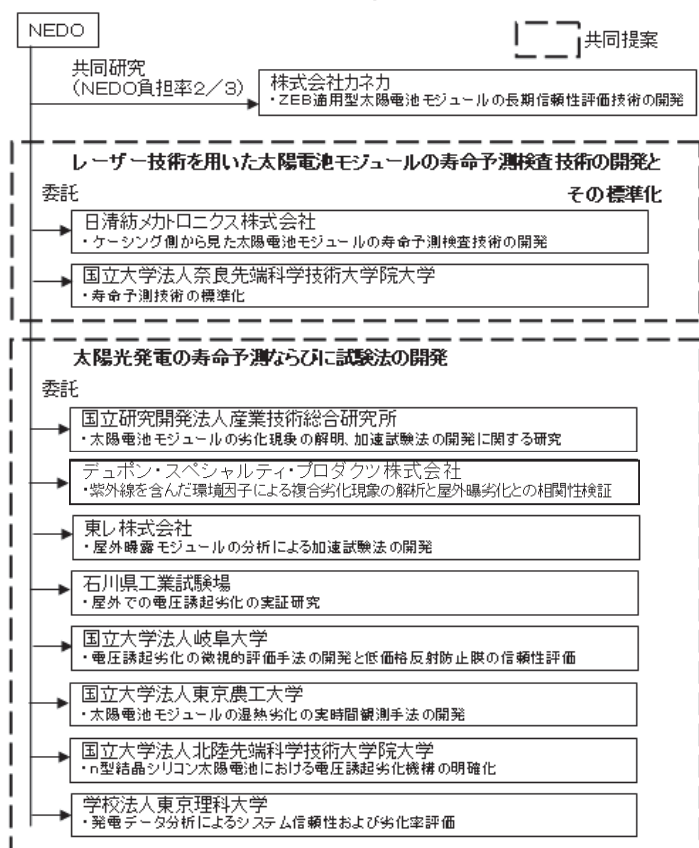 NEDO
共同提案
共同研究
(NEDO負担率2／3)
株式会社カネカ
・ZEB適用型太陽電池モジュールの長期信頼性評価技術の開発
レーザー技術を用いた太陽電池モジュールの寿命予測検査技術の開発と
その標準化
委託
日清紡メカトロニクス株式会社
・ケーシング側から見た太陽電池モジュールの寿命予測検査技術の開発
国立大学法人奈良先端科学技術大学院大学
・寿命予測技術の標準化
太陽光発電の寿命予測ならびに試験法の開発
委託
国立研究開発法人産業技術総合研究所
・太陽電池モジュールの劣化現象の解明、加速試験法の開発に関する研究
デュポン・スペシャルティ・プロダクツ株式会社
・紫外線を含んだ環境因子による複合劣化現象の解析と屋外曝劣化との相関性検証
東レ株式会社
・屋外曝露モジュールの分析による加速試験法の開発
石川県工業試験場
・屋外での電圧誘起劣化の実証研究
国立大学法人岐阜大学
・電圧誘起劣化の微視的評価手法の開発と低価格反射防止膜の信頼性評価
国立大学法人東京農工大学
・太陽電池モジュールの湿熱劣化の実時間観測手法の開発
国立大学法人北陸先端科学技術大学院大学
・n型結晶シリコン太陽電池における電圧誘起劣化機構の明確化
学校法人東京理科大学
・発電データ分析によるシステム信頼性および劣化率評価